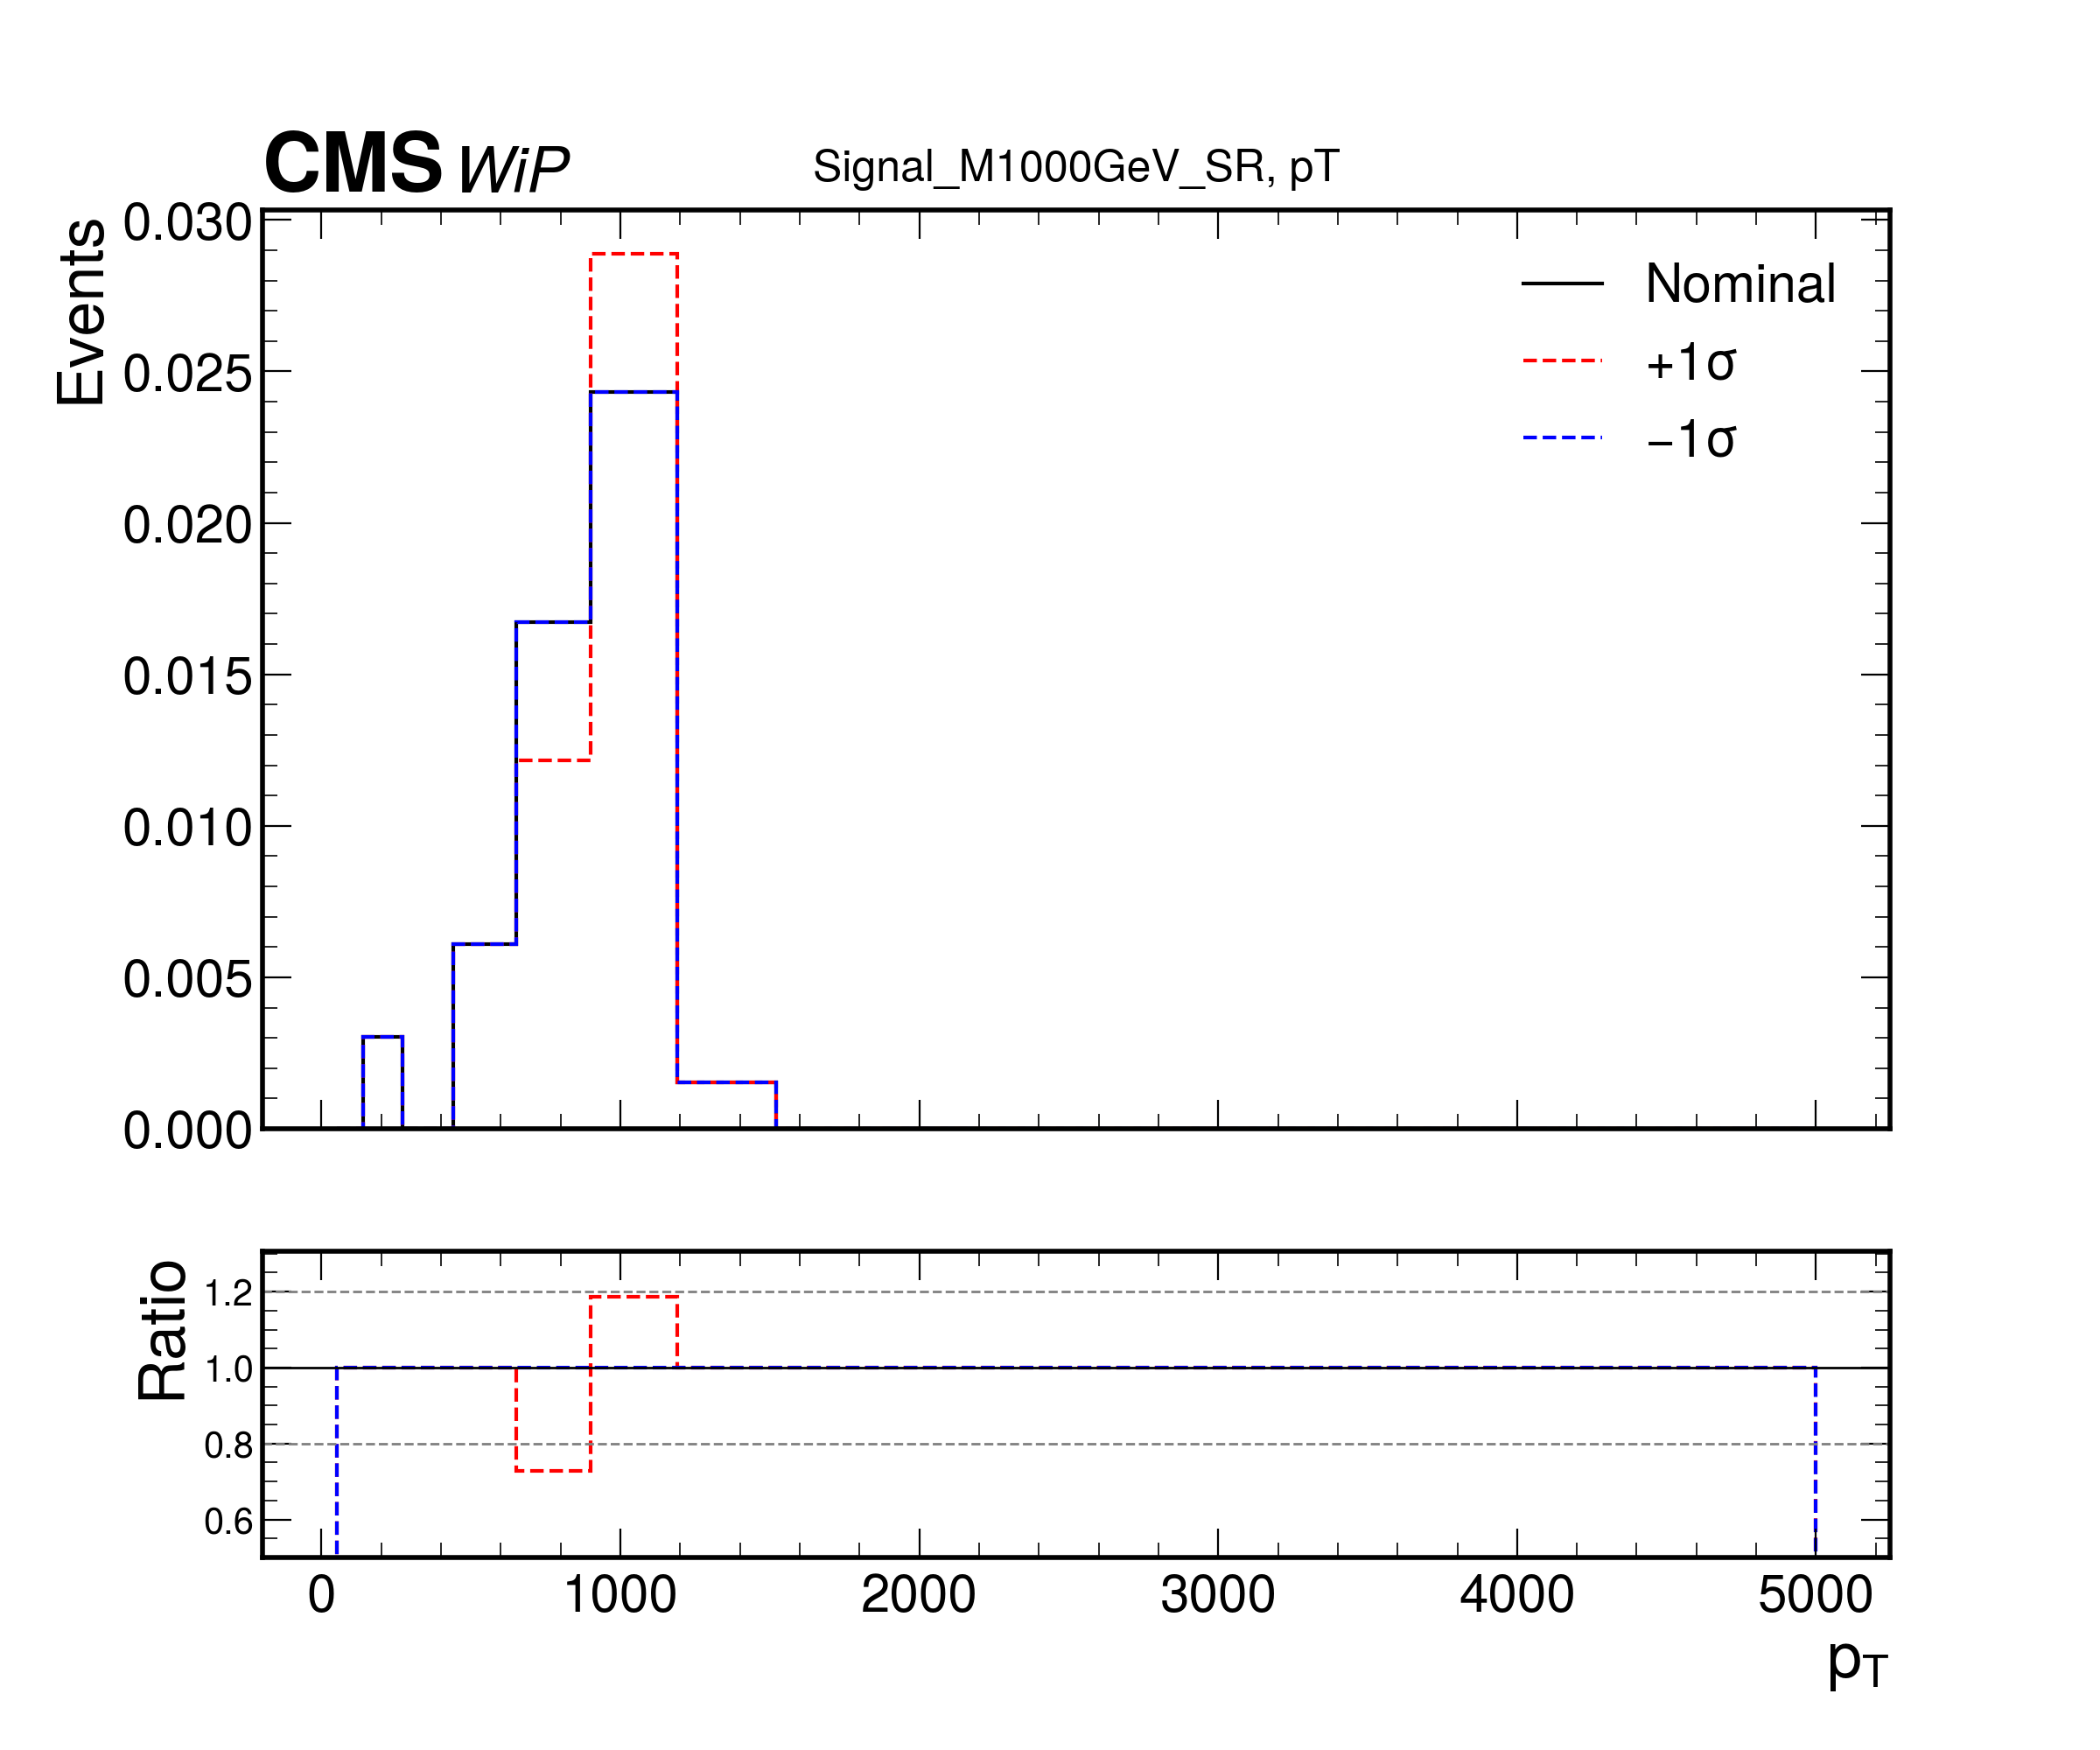 CMS WiP Signal_M1000GeV_SR, pT
Events
0.030
0.025
0.020
0.015
0.010
0.005
0.000
Nominal
+1σ
−1σ
Ratio
1.2
1.0
0.8
0.6
0 1000 2000 3000 4000 5000
pT